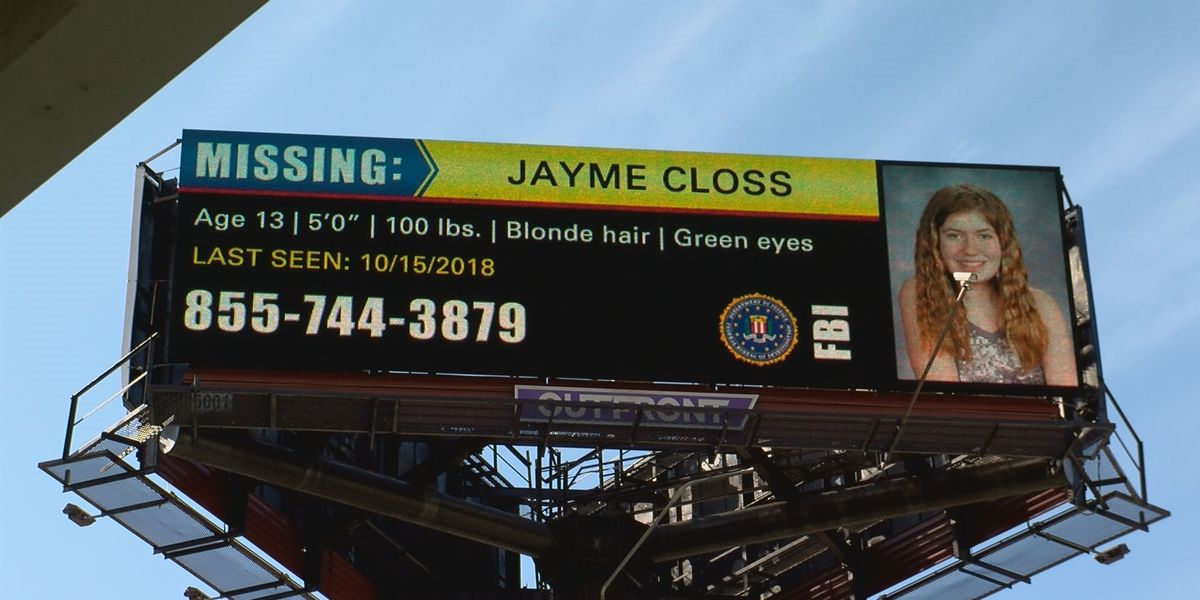 MISSING: JAYME CLOSS
Age 13 | 5'0” | 100 lbs. | Blonde hair | Green eyes
LAST SEEN: 10/15/2018
855-744-3879
FBI
OUTFRONT